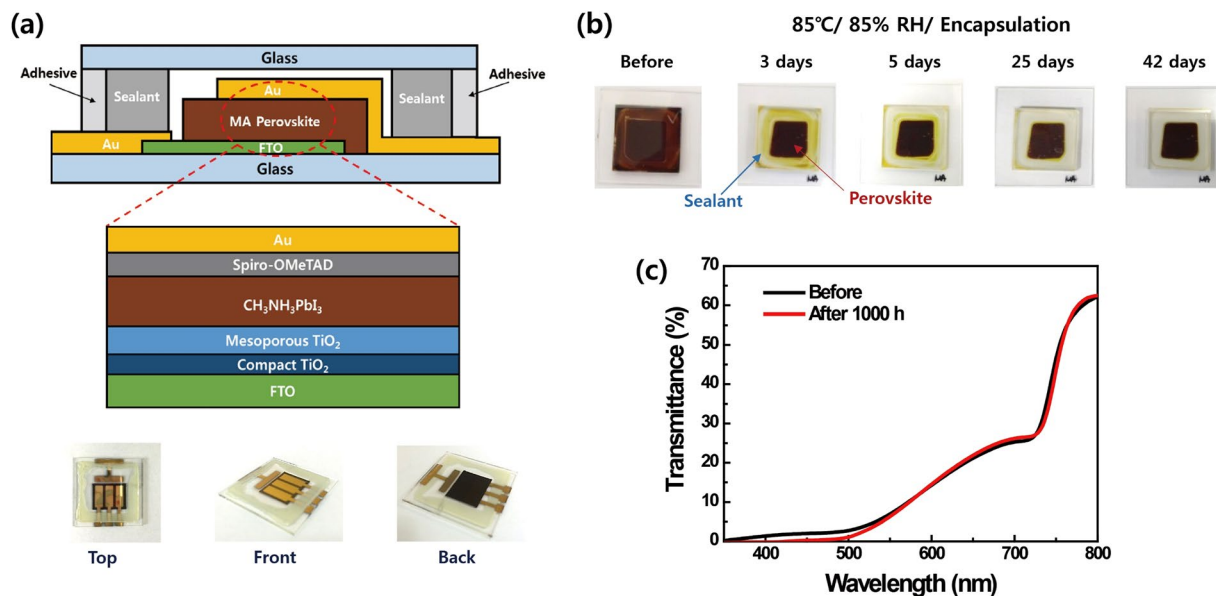 (a)
Glass
Adhesive
Sealant
Au
MA Perovskite
Sealant
Adhesive
Au
FTO
Glass
Au
Spiro-OMeTAD
CH₃NH₃PbI₃
Mesoporous TiO₂
Compact TiO₂
FTO
Top
Front
Back
(b)
85℃/ 85% RH/ Encapsulation
Before
3 days
5 days
25 days
42 days
Sealant
Perovskite
(c)
Transmittance (%)
70
60
50
40
30
20
10
0
Before
After 1000 h
400
500
600
700
800
Wavelength (nm)